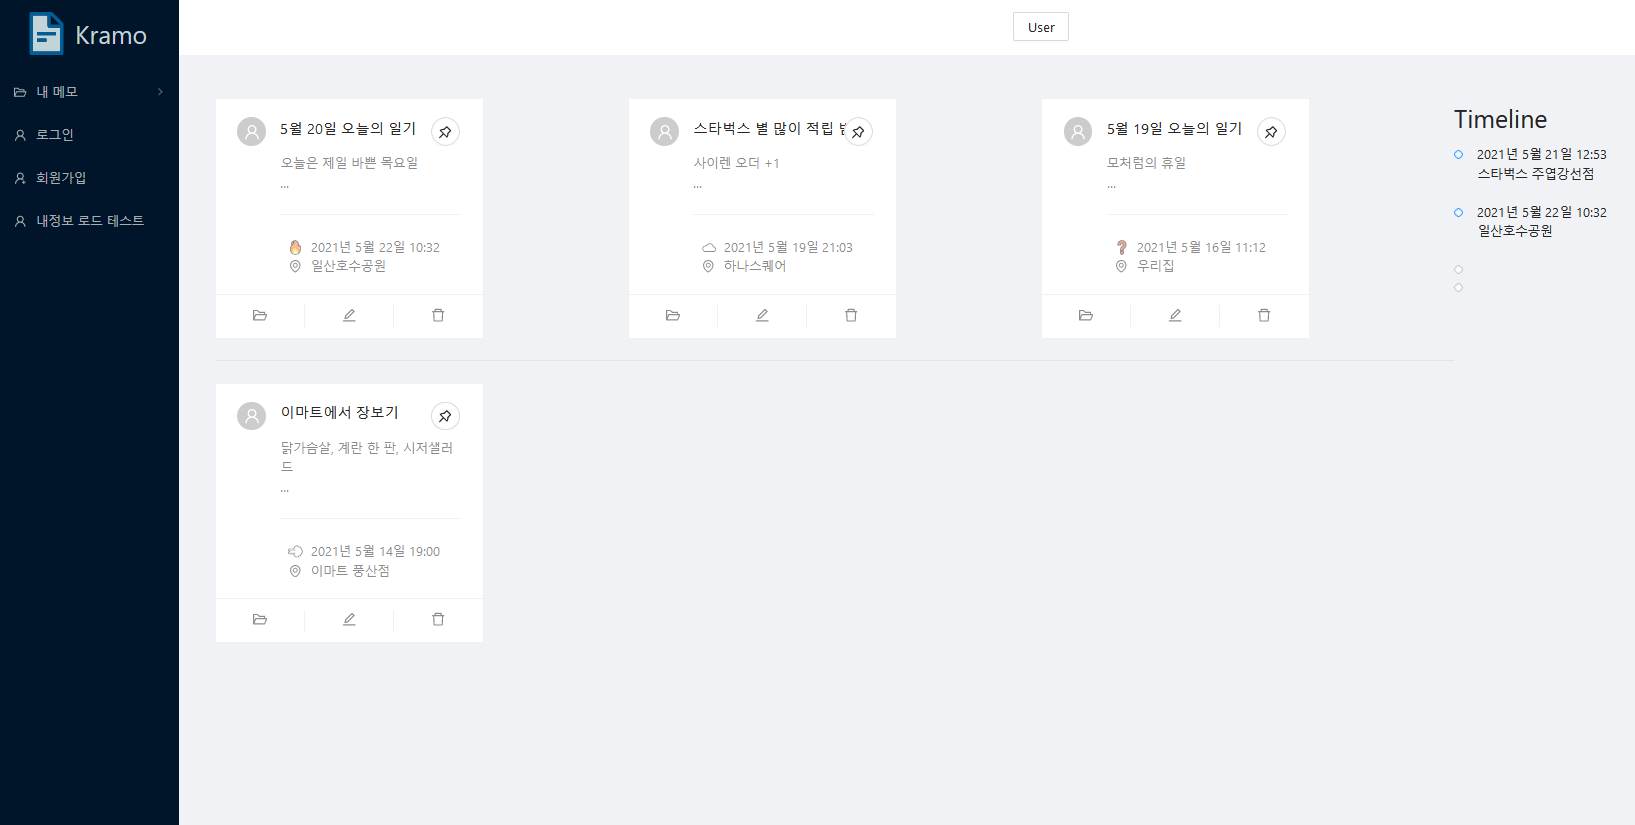 Kramo
내 메모
로그인
회원가입
내정보 로드 테스트
User
5월 20일 오늘의 일기
오늘은 제일 바쁜 목요일
...
2021년 5월 22일 10:32
일산호수공원
스타벅스 별 많이 적립
사이렌 오더 +1
...
2021년 5월 19일 21:03
하나스퀘어
5월 19일 오늘의 일기
모처럼의 휴일
...
2021년 5월 16일 11:12
우리집
이마트에서 장보기
닭가슴살, 계란 한 판, 시저샐러
드
...
2021년 5월 14일 19:00
이마트 풍산점
Timeline
2021년 5월 21일 12:53
스타벅스 주엽강선점
2021년 5월 22일 10:32
일산호수공원